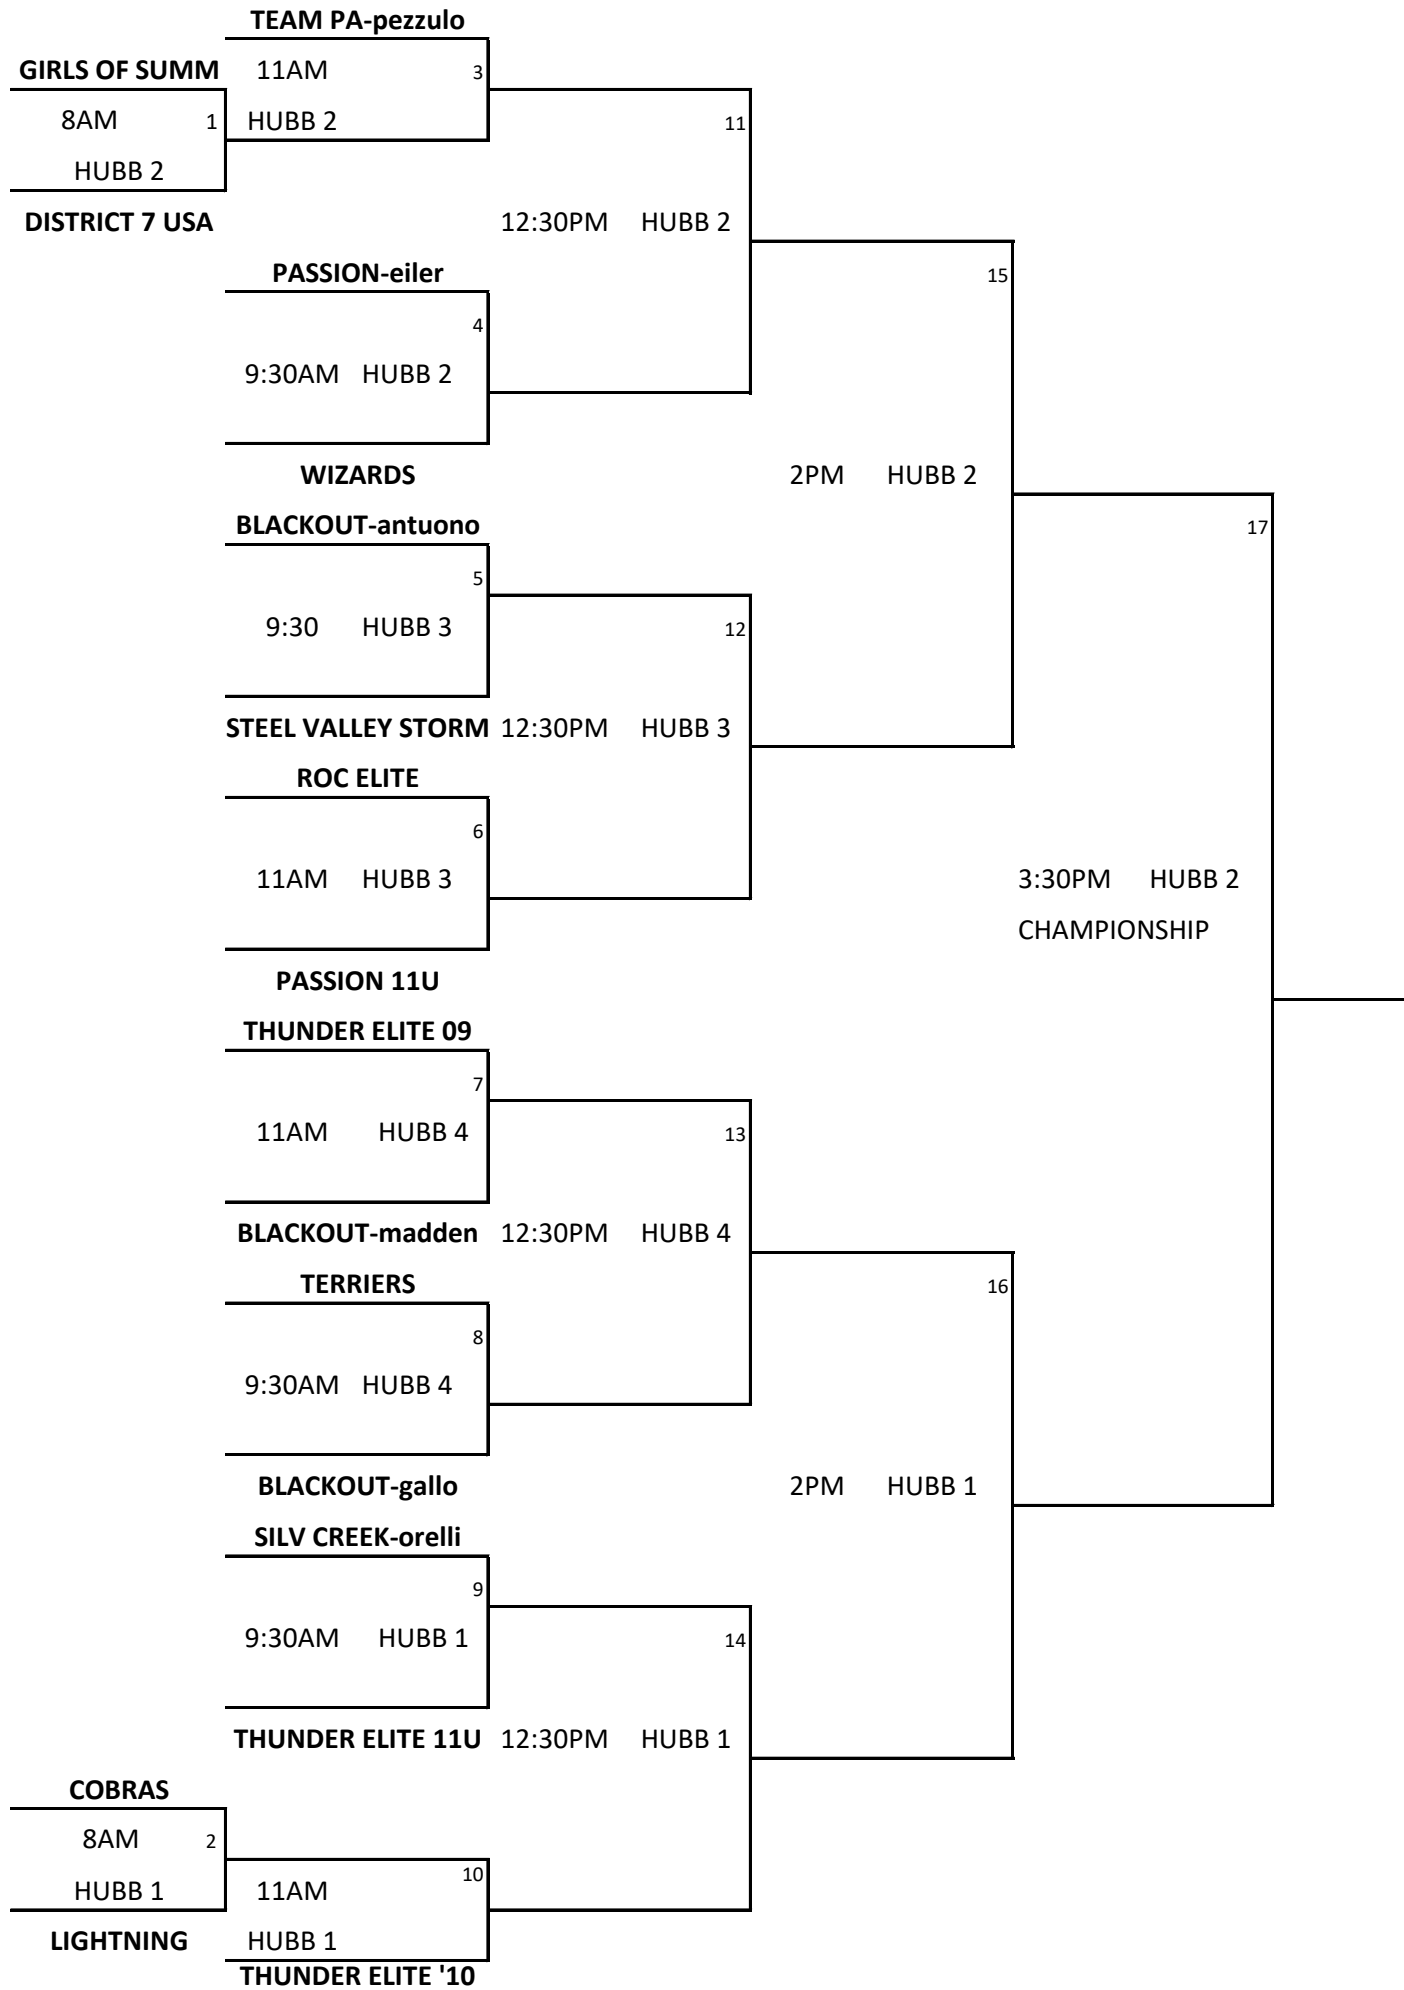 TEAM PA-pezzulo
GIRLS OF SUMM 11AM 3
8AM 1 HUBB 2 11
HUBB 2
DISTRICT 7 USA 12:30PM HUBB 2
PASSION-eiler 15
4
9:30AM HUBB 2
WIZARDS 2PM HUBB 2
BLACKOUT-antuono 17
5
9:30 HUBB 3 12
STEEL VALLEY STORM 12:30PM HUBB 3
ROC ELITE
6
11AM HUBB 3 3:30PM HUBB 2
CHAMPIONSHIP
PASSION 11U
THUNDER ELITE 09
7
11AM HUBB 4 13
BLACKOUT-madden 12:30PM HUBB 4
TERRIERS 16
8
9:30AM HUBB 4
BLACKOUT-gallo 2PM HUBB 1
SILV CREEK-orelli
9
9:30AM HUBB 1 14
THUNDER ELITE 11U 12:30PM HUBB 1
COBRAS
8AM 2
10
HUBB 1 11AM
LIGHTNING HUBB 1
THUNDER ELITE '10